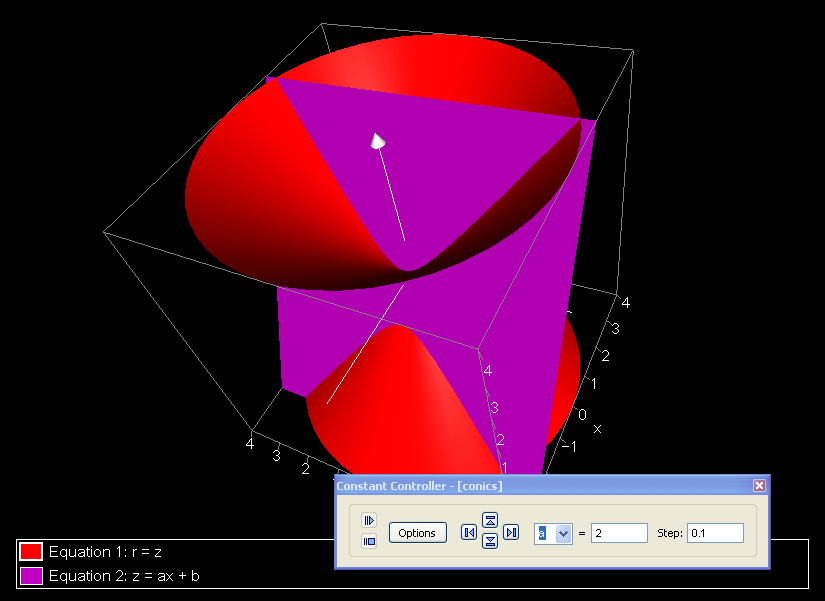 4
3
2
1
0
x
−1
4
3
2
1
4
3
2
Constant Controller - [conics]
Options
a = 2 Step: 0.1
Equation 1: r = z
Equation 2: z = ax + b